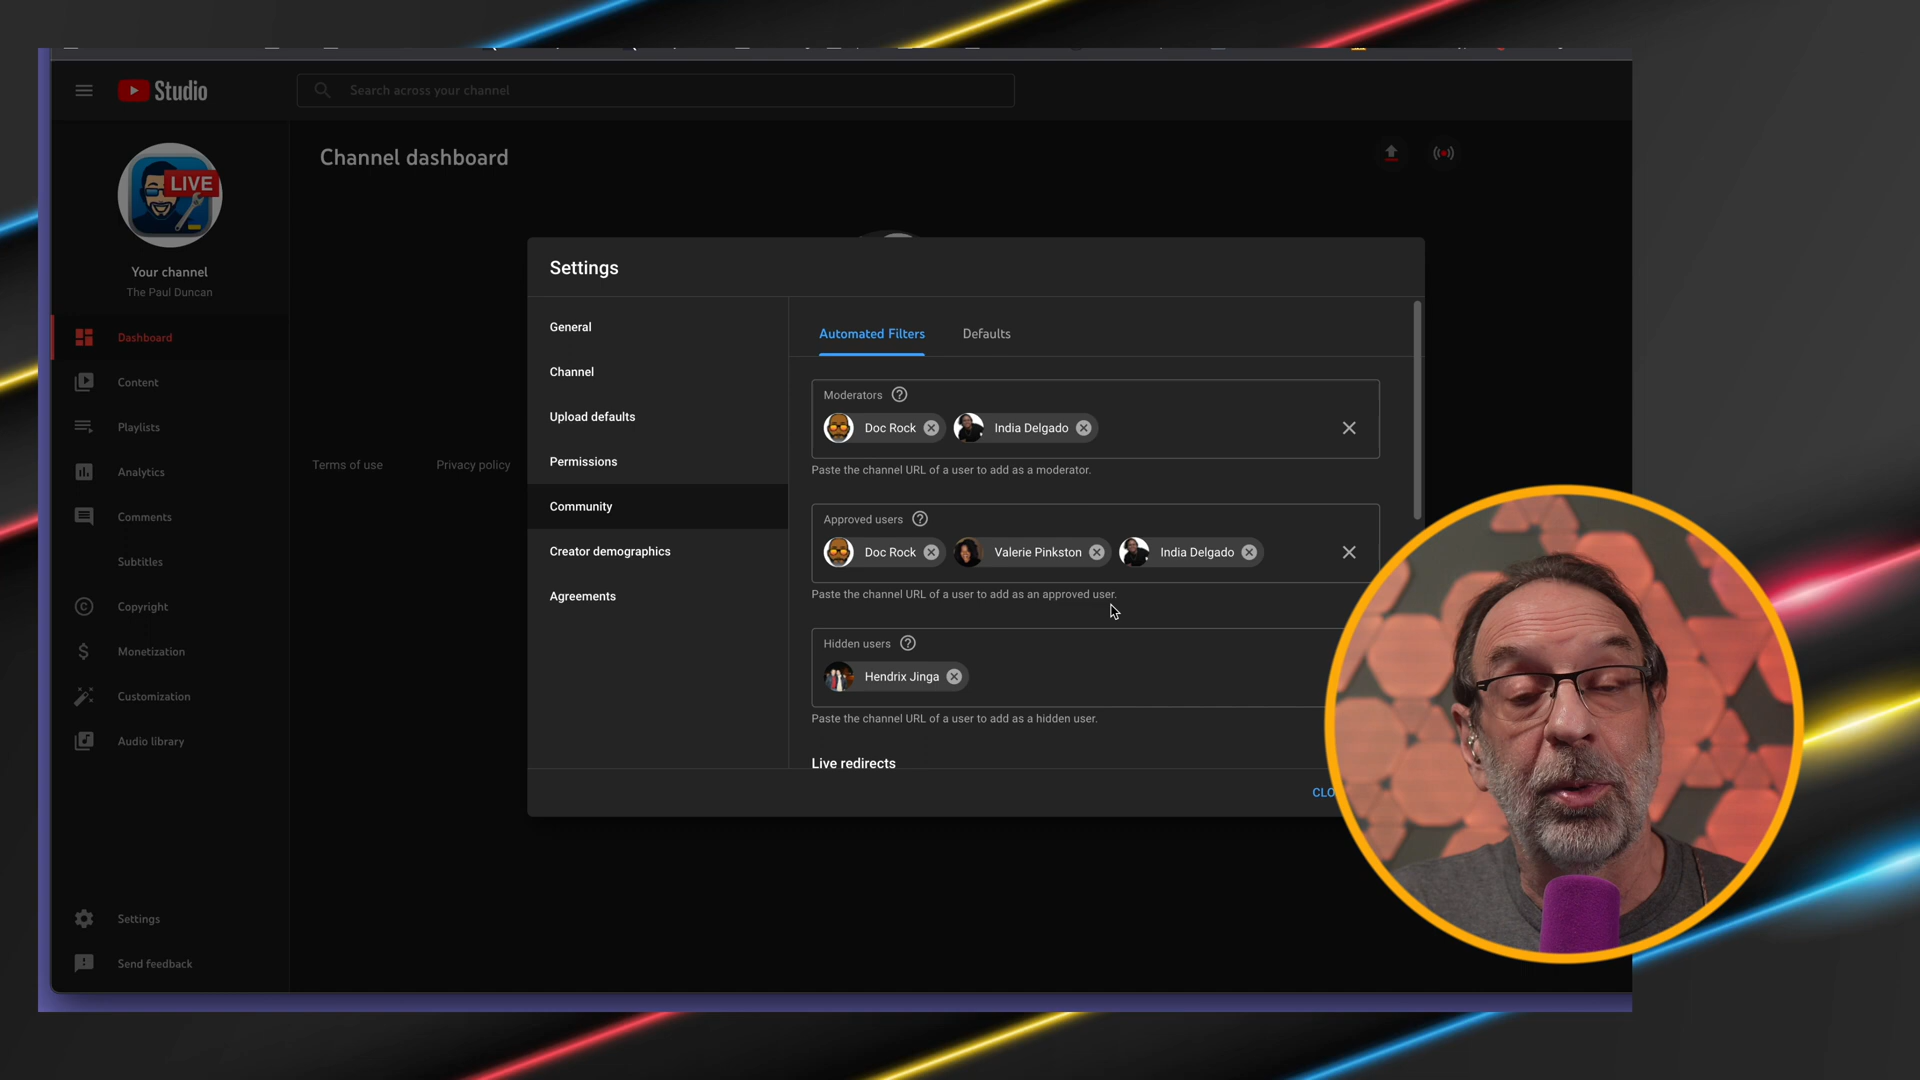 Studio
Search across your channel
Channel dashboard
LIVE
Your channel
The Paul Duncan
Dashboard
Content
Playlists
Analytics
Comments
Subtitles
Copyright
Monetization
Customization
Audio library
Settings
Send feedback
Terms of use Privacy policy
Settings
General
Channel
Upload defaults
Permissions
Community
Creator demographics
Agreements
Automated Filters Defaults
Moderators
Doc Rock India Delgado
Paste the channel URL of a user to add as a moderator.
Approved users
Doc Rock Valerie Pinkston India Delgado
Paste the channel URL of a user to add as an approved user.
Hidden users
Hendrix Jinga
Paste the channel URL of a user to add as a hidden user.
Live redirects
CLO